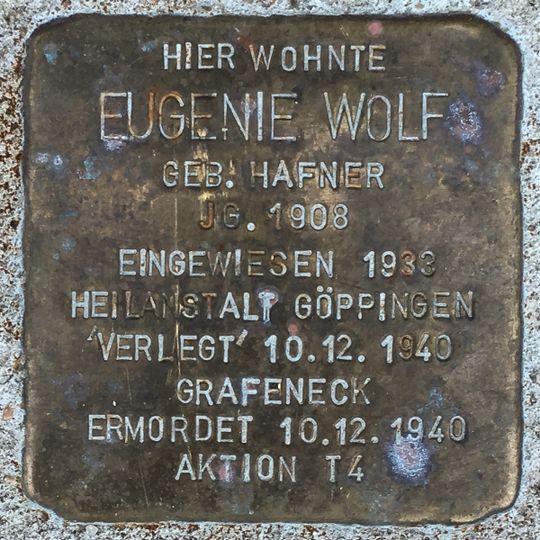 HIER WOHNTE
EUGENIE WOLF
GEB. HAFNER
JG. 1908
EINGEWIESEN 1933
HEILANSTALT GÖPPINGEN
'VERLEGT' 10.12.1940
GRAFENECK
ERMORDET 10.12.1940
AKTION T4